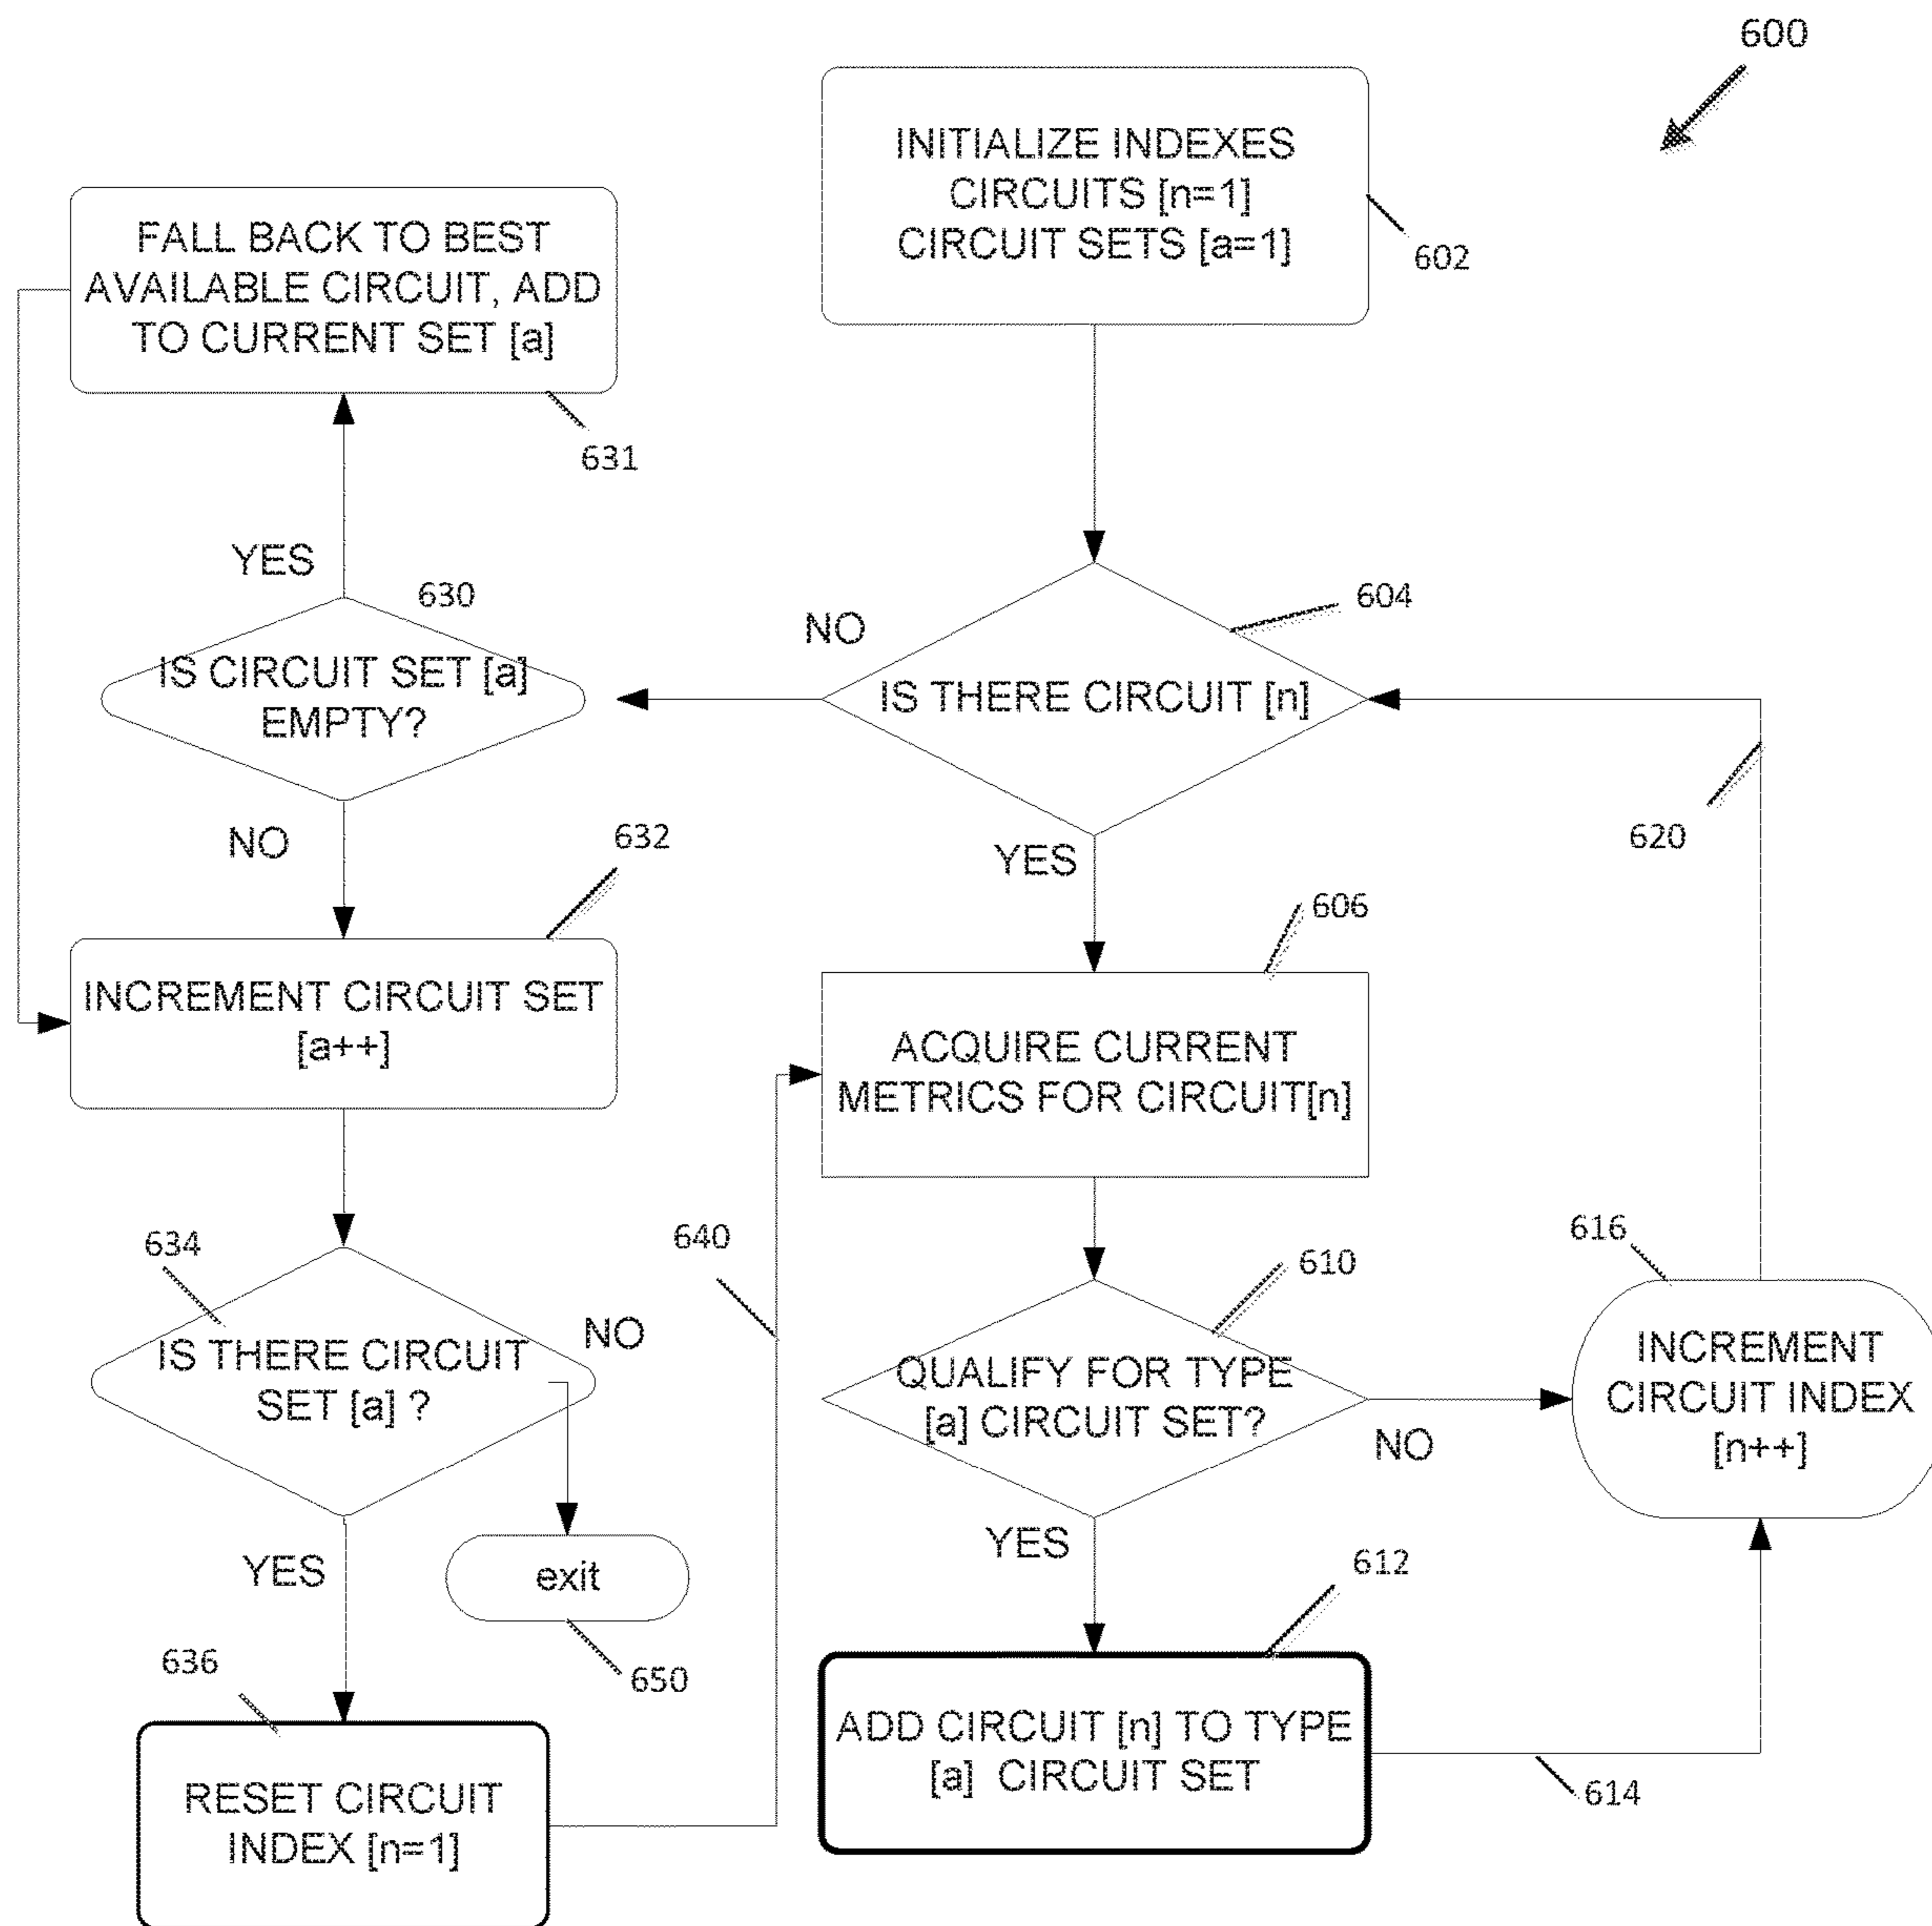 600
INITIALIZE INDEXES
CIRCUITS [n=1]
CIRCUIT SETS [a=1]
602
FALL BACK TO BEST
AVAILABLE CIRCUIT, ADD
TO CURRENT SET [a]
631
YES
630
IS CIRCUIT SET [a]
EMPTY?
NO
604
IS THERE CIRCUIT [n]
620
NO
632
YES
606
INCREMENT CIRCUIT SET
[a++]
ACQUIRE CURRENT
METRICS FOR CIRCUIT[n]
634
640
610
616
IS THERE CIRCUIT
SET [a] ?
NO
QUALIFY FOR TYPE
[a] CIRCUIT SET?
NO
INCREMENT
CIRCUIT INDEX
[n++]
YES
exit
650
YES
612
636
RESET CIRCUIT
INDEX [n=1]
ADD CIRCUIT [n] TO TYPE
[a] CIRCUIT SET
614